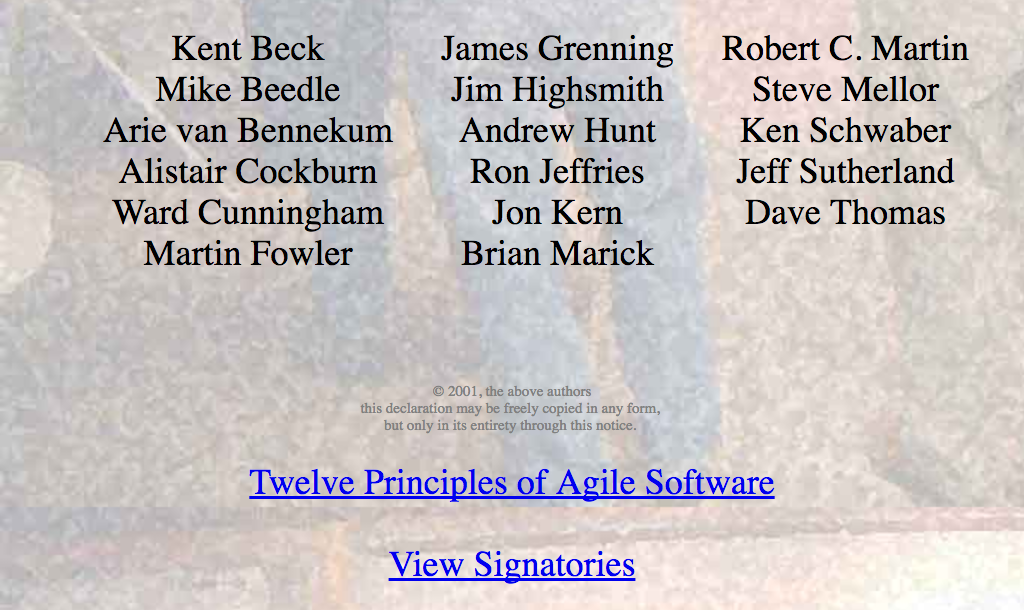 Kent Beck
Mike Beedle
Arie van Bennekum
Alistair Cockburn
Ward Cunningham
Martin Fowler
James Grenning
Jim Highsmith
Andrew Hunt
Ron Jeffries
Jon Kern
Brian Marick
Robert C. Martin
Steve Mellor
Ken Schwaber
Jeff Sutherland
Dave Thomas
© 2001, the above authors
this declaration may be freely copied in any form,
but only in its entirety through this notice.
Twelve Principles of Agile Software
View Signatories